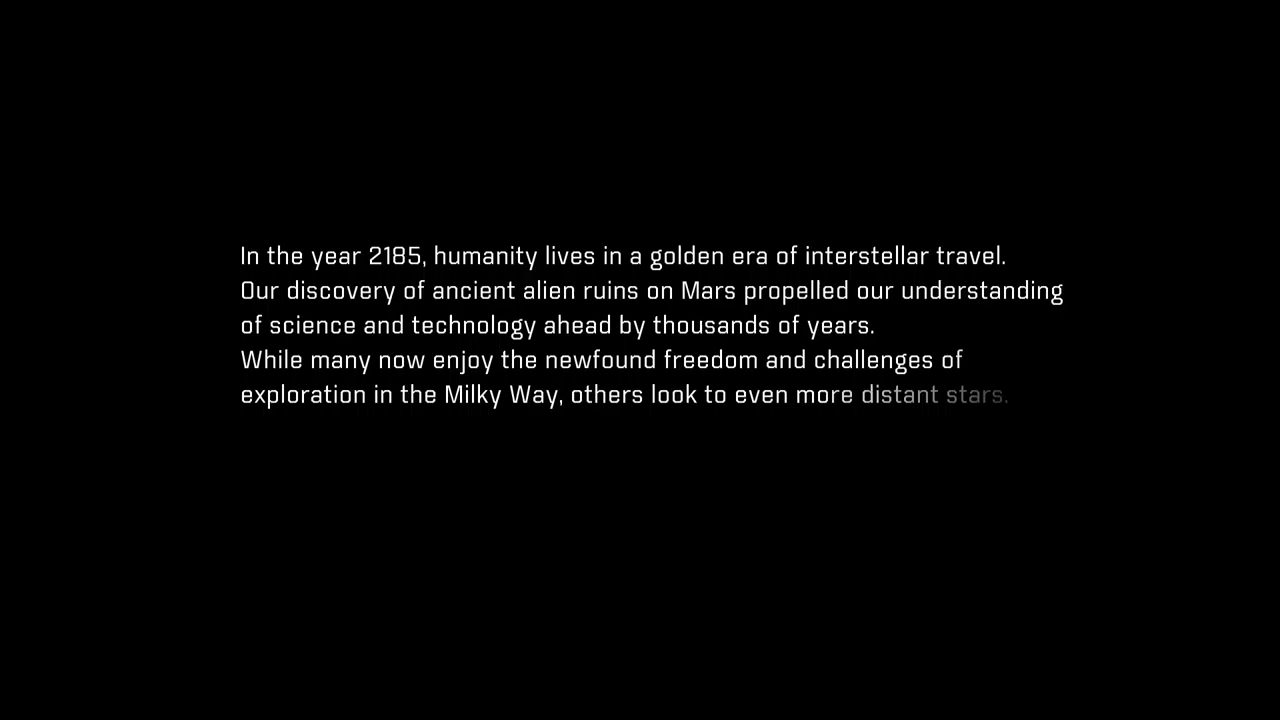 In the year 2185, humanity lives in a golden era of interstellar travel.
Our discovery of ancient alien ruins on Mars propelled our understanding
of science and technology ahead by thousands of years.
While many now enjoy the newfound freedom and challenges of
exploration in the Milky Way, others look to even more distant stars.